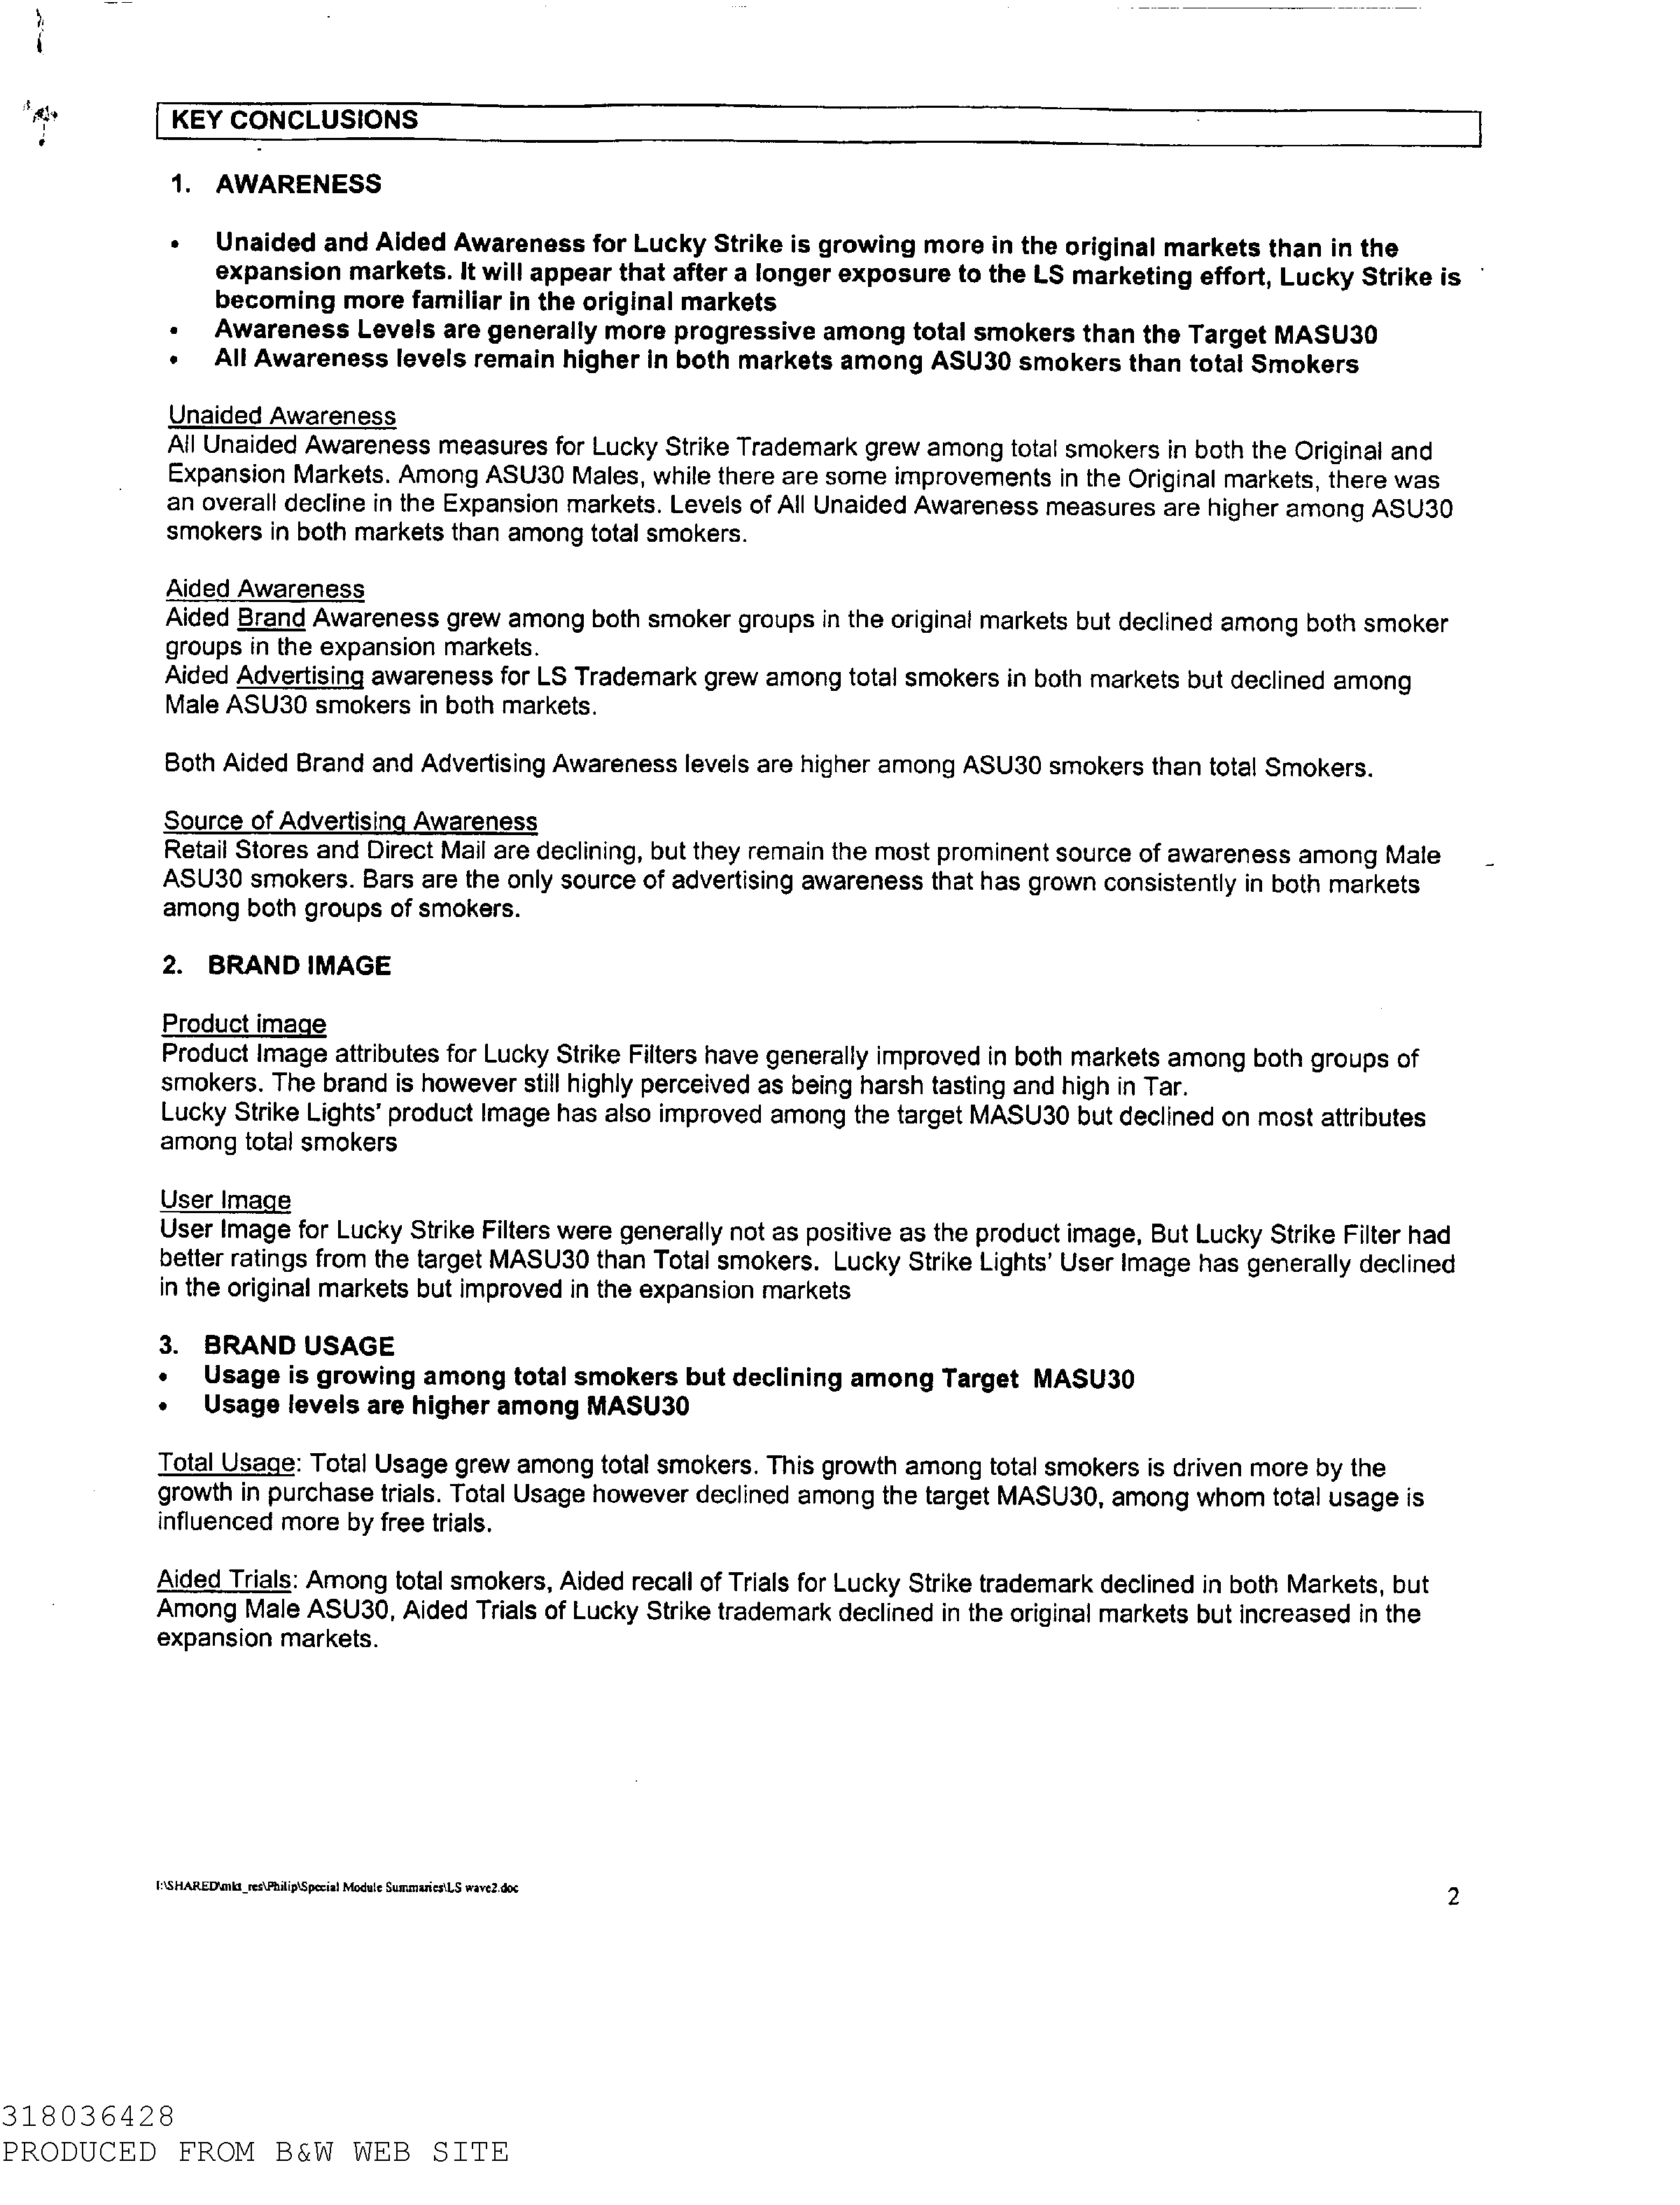 KEY CONCLUSIONS
1. AWARENESS
• Unaided and Aided Awareness for Lucky Strike is growing more in the original markets than in the
expansion markets. It will appear that after a longer exposure to the LS marketing effort, Lucky Strike is
becoming more familiar in the original markets
• Awareness Levels are generally more progressive among total smokers than the Target MASU30
• All Awareness levels remain higher in both markets among ASU30 smokers than total Smokers
Unaided Awareness
All Unaided Awareness measures for Lucky Strike Trademark grew among total smokers in both the Original and
Expansion Markets. Among ASU30 Males, while there are some improvements in the Original markets, there was
an overall decline in the Expansion markets. Levels of All Unaided Awareness measures are higher among ASU30
smokers in both markets than among total smokers.
Aided Awareness
Aided Brand Awareness grew among both smoker groups in the original markets but declined among both smoker
groups in the expansion markets.
Aided Advertising awareness for LS Trademark grew among total smokers in both markets but declined among
Male ASU30 smokers in both markets.
Both Aided Brand and Advertising Awareness levels are higher among ASU30 smokers than total Smokers.
Source of Advertising Awareness
Retail Stores and Direct Mail are declining, but they remain the most prominent source of awareness among Male
ASU30 smokers. Bars are the only source of advertising awareness that has grown consistently in both markets
among both groups of smokers.
2. BRAND IMAGE
Product image
Product Image attributes for Lucky Strike Filters have generally improved in both markets among both groups of
smokers. The brand is however still highly perceived as being harsh tasting and high in Tar.
Lucky Strike Lights' product Image has also improved among the target MASU30 but declined on most attributes
among total smokers
User Image
User Image for Lucky Strike Filters were generally not as positive as the product image, But Lucky Strike Filter had
better ratings from the target MASU30 than Total smokers. Lucky Strike Lights' User Image has generally declined
in the original markets but improved in the expansion markets
3. BRAND USAGE
• Usage is growing among total smokers but declining among Target MASU30
• Usage levels are higher among MASU30
Total Usage: Total Usage grew among total smokers. This growth among total smokers is driven more by the
growth in purchase trials. Total Usage however declined among the target MASU30, among whom total usage is
influenced more by free trials.
Aided Trials: Among total smokers, Aided recall of Trials for Lucky Strike trademark declined in both Markets, but
Among Male ASU30, Aided Trials of Lucky Strike trademark declined in the original markets but increased in the
expansion markets.
I:\SHARED\mkt_res\Philip\Special Module Summaries\LS wave2.doc
2
318036428
PRODUCED FROM B&W WEB SITE